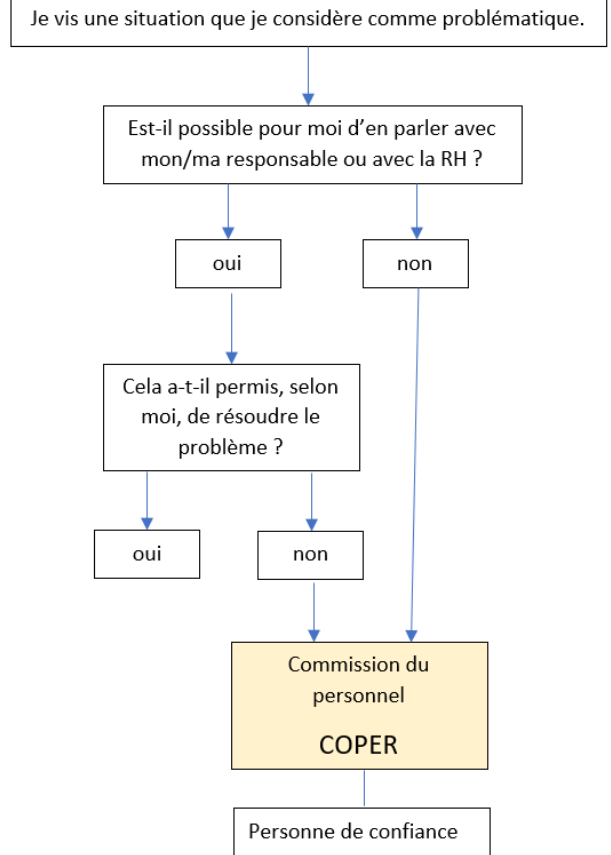 Je vis une situation que je considère comme problématique.
Est-il possible pour moi d'en parler avec
mon/ma responsable ou avec la RH ?
oui
non
Cela a-t-il permis, selon
moi, de résoudre le
problème ?
oui
non
Commission du
personnel
COPER
Personne de confiance